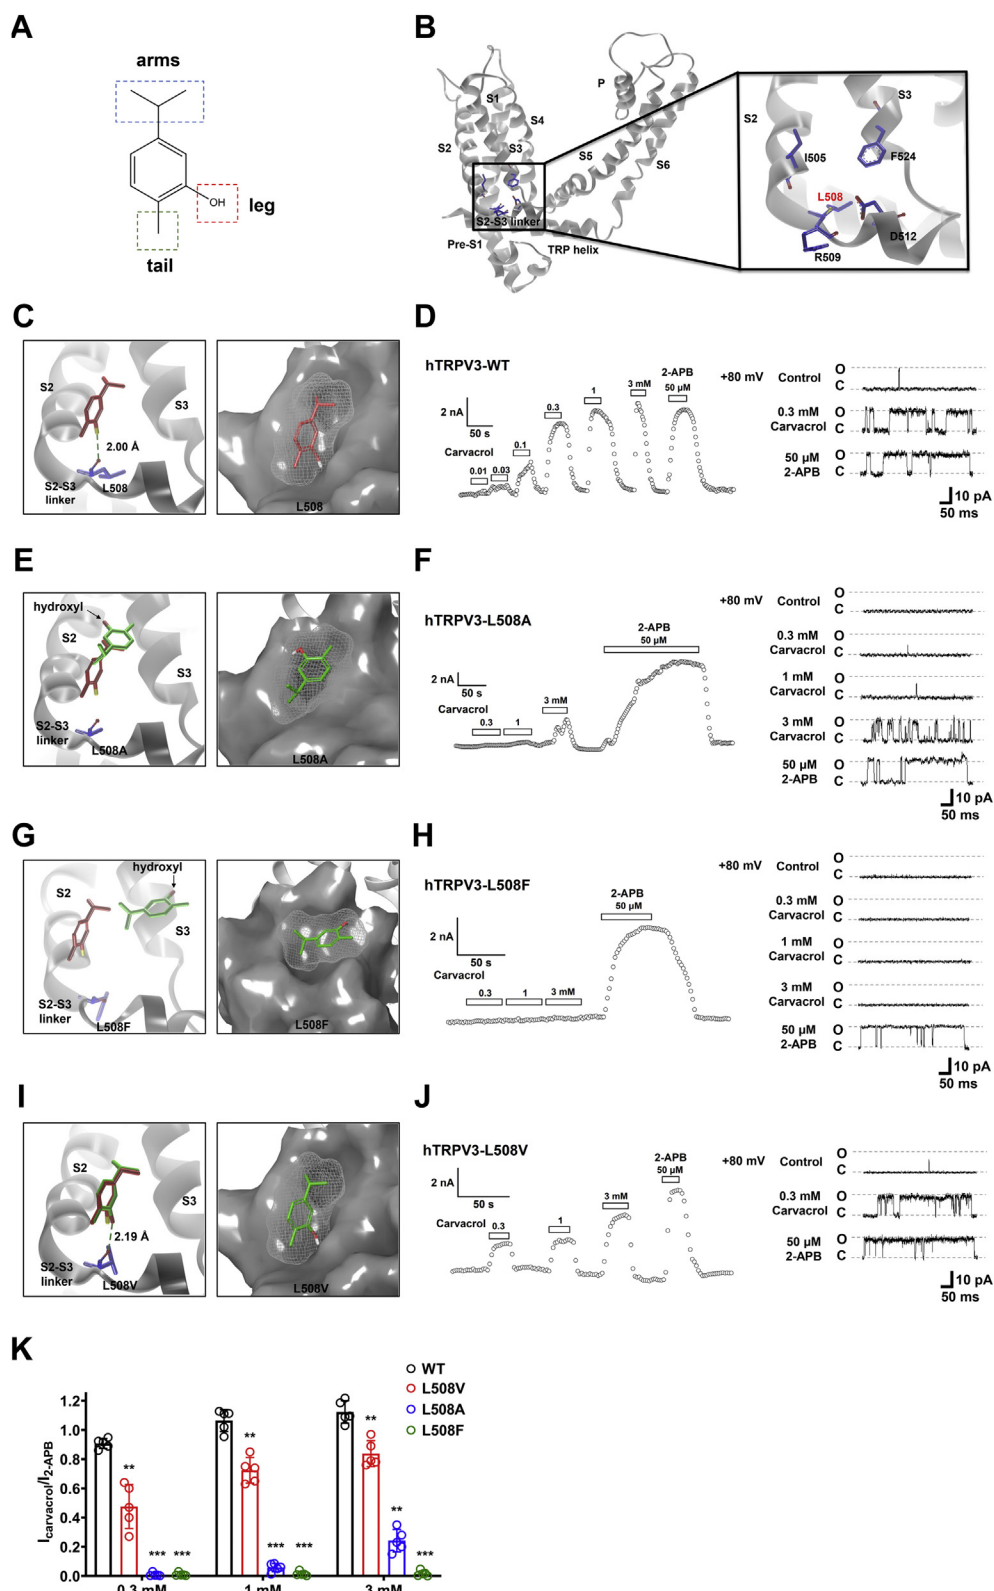 A
arms
OH
leg
tail
B
P
S1
S4
S2
S3
S5
S6
S2-S3 linker
Pre-S1
TRP helix
S2
S3
I505
F524
L508
D512
R509
C
S2
S3
2.00 Å
S2-S3
linker
L508
L508
D
hTRPV3-WT
2 nA
50 s
Carvacrol
0.01
0.03
0.1
0.3
1
3 mM
2-APB
50 µM
+80 mV
Control
O
C
0.3 mM
Carvacrol
O
C
50 µM
2-APB
O
C
10 pA
50 ms
E
hydroxyl
S2
S3
S2-S3
linker
L508A
L508A
F
hTRPV3-L508A
2 nA
50 s
Carvacrol
0.3
1
3 mM
2-APB
50 µM
+80 mV
Control
O
C
0.3 mM
Carvacrol
O
C
1 mM
Carvacrol
O
C
3 mM
Carvacrol
O
C
50 µM
2-APB
O
C
10 pA
50 ms
G
hydroxyl
S2
S3
S2-S3
linker
L508F
L508F
H
hTRPV3-L508F
2 nA
50 s
Carvacrol
0.3
1
3 mM
2-APB
50 µM
+80 mV
Control
O
C
0.3 mM
Carvacrol
O
C
1 mM
Carvacrol
O
C
3 mM
Carvacrol
O
C
50 µM
2-APB
O
C
10 pA
50 ms
I
S2
S3
2.19 Å
S2-S3
linker
L508V
L508V
J
hTRPV3-L508V
2 nA
50 s
Carvacrol
0.3
1
3 mM
2-APB
50 µM
+80 mV
Control
O
C
0.3 mM
Carvacrol
O
C
50 µM
2-APB
O
C
10 pA
50 ms
K
WT
L508V
L508A
L508F
Icarvacrol/I2-APB
1.2
1.0
0.8
0.6
0.4
0.2
0.0
**
***
***
**
***
***
**
**
***
0.3 mM
1 mM
3 mM